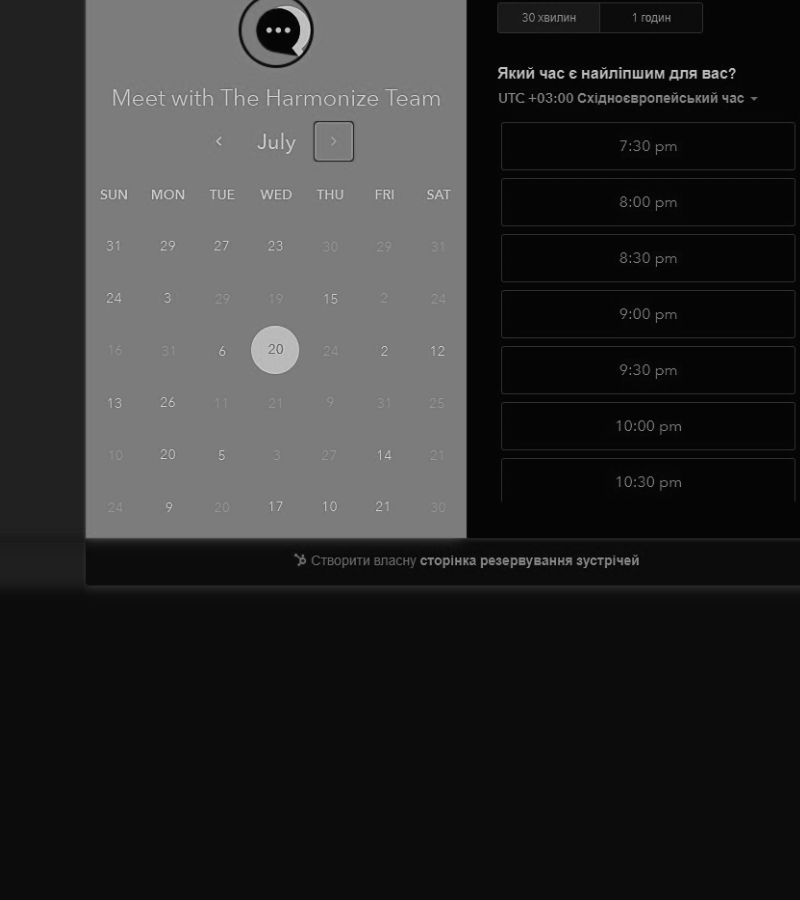 Meet with The Harmonize Team
July
SUN MON TUE WED THU FRI SAT
31 29 27 23 30 29 31
24 3 29 19 15 2 24
16 31 6 20 24 2 12
13 26 11 21 9 31 25
10 20 5 3 27 14 21
24 9 20 17 10 21 30
30 хвилин 1 годин
Який час є найліпшим для вас?
UTC +03:00 Східноєвропейський час
7:30 pm
8:00 pm
8:30 pm
9:00 pm
9:30 pm
10:00 pm
10:30 pm
Створити власну сторінка резервування зустрічей